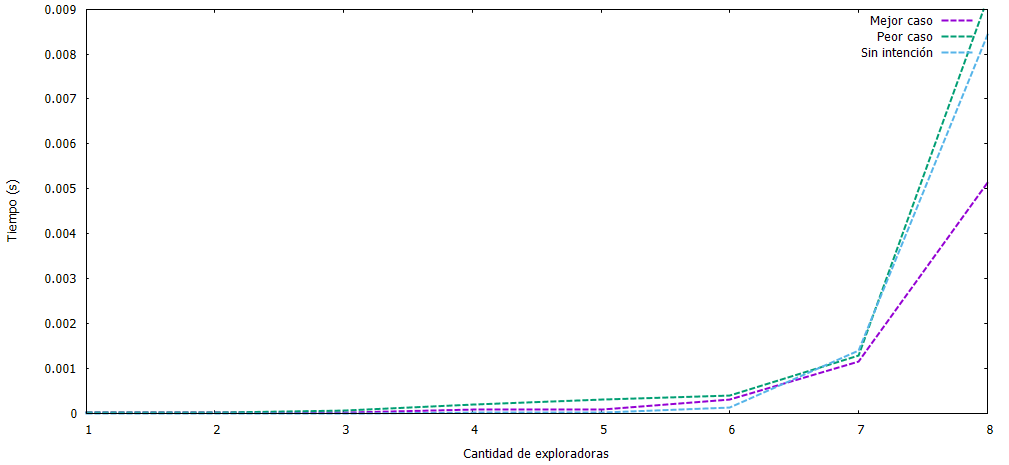 0.009
0.008
0.007
0.006
0.005
0.004
0.003
0.002
0.001
0
Tiempo (s)
Mejor caso
Peor caso
Sin intención
1 2 3 4 5 6 7 8
Cantidad de exploradoras